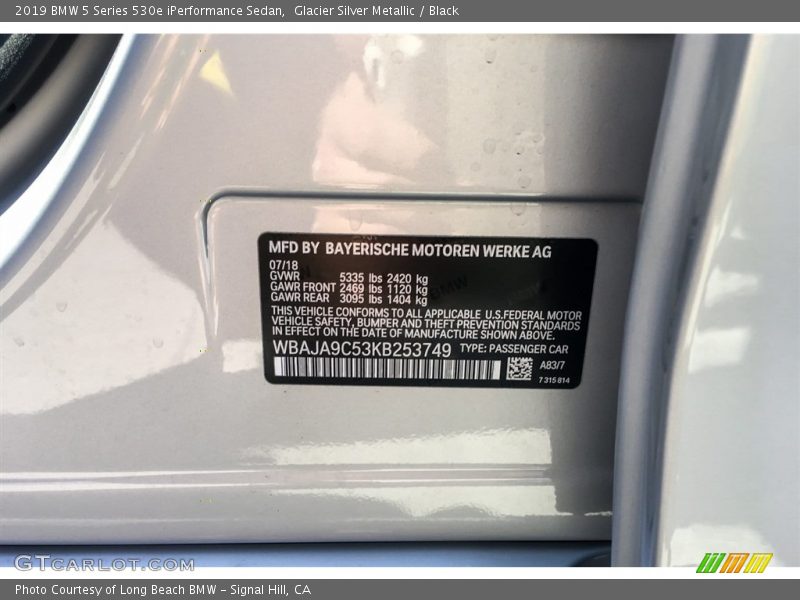 2019 BMW 5 Series 530e iPerformance Sedan,  Glacier Silver Metallic / Black
MFD BY BAYERISCHE MOTOREN WERKE AG
07/18
GVWR 5335 lbs 2420 kg
GAWR FRONT 2469 lbs 1120 kg
GAWR REAR 3095 lbs 1404 kg
THIS VEHICLE CONFORMS TO ALL APPLICABLE U.S.FEDERAL MOTOR
VEHICLE SAFETY, BUMPER AND THEFT PREVENTION STANDARDS
IN EFFECT ON THE DATE OF MANUFACTURE SHOWN ABOVE.
WBAJA9C53KB253749 TYPE: PASSENGER CAR
A83/7
7 315 814
GTCARLOT.COM
Photo Courtesy of Long Beach BMW – Signal Hill, CA